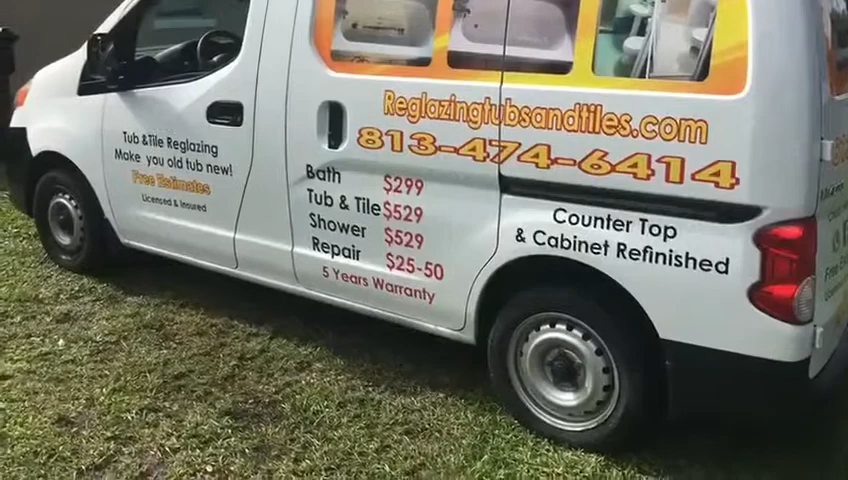 ReglazingtubsandtIles.com
813-474-6414
Tub &Tile Reglazing
Make you old tub new!
Free Estimates
Licensed & Insured
Bath $299
Tub & Tile $529
Shower $529
Repair $25-50
5 Years Warranty
Counter Top
& Cabinet Refinishhed